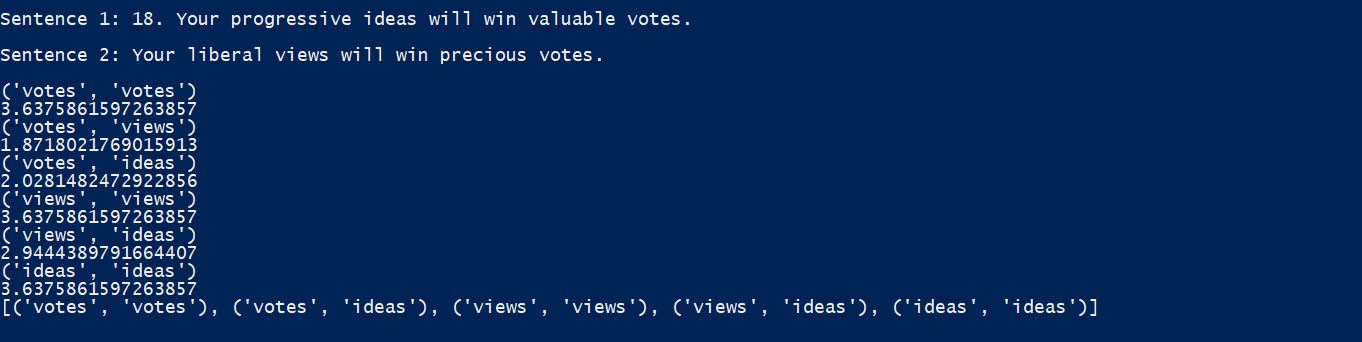 Sentence 1: 18. Your progressive ideas will win valuable votes.
Sentence 2: Your liberal views will win precious votes.
('votes', 'votes')
3.6375861597263857
('votes', 'views')
1.8718021769015913
('votes', 'ideas')
2.0281482472922856
('views', 'views')
3.6375861597263857
('views', 'ideas')
2.9444389791664407
('ideas', 'ideas')
3.6375861597263857
[('votes', 'votes'), ('votes', 'ideas'), ('views', 'views'), ('views', 'ideas'), ('ideas', 'ideas')]